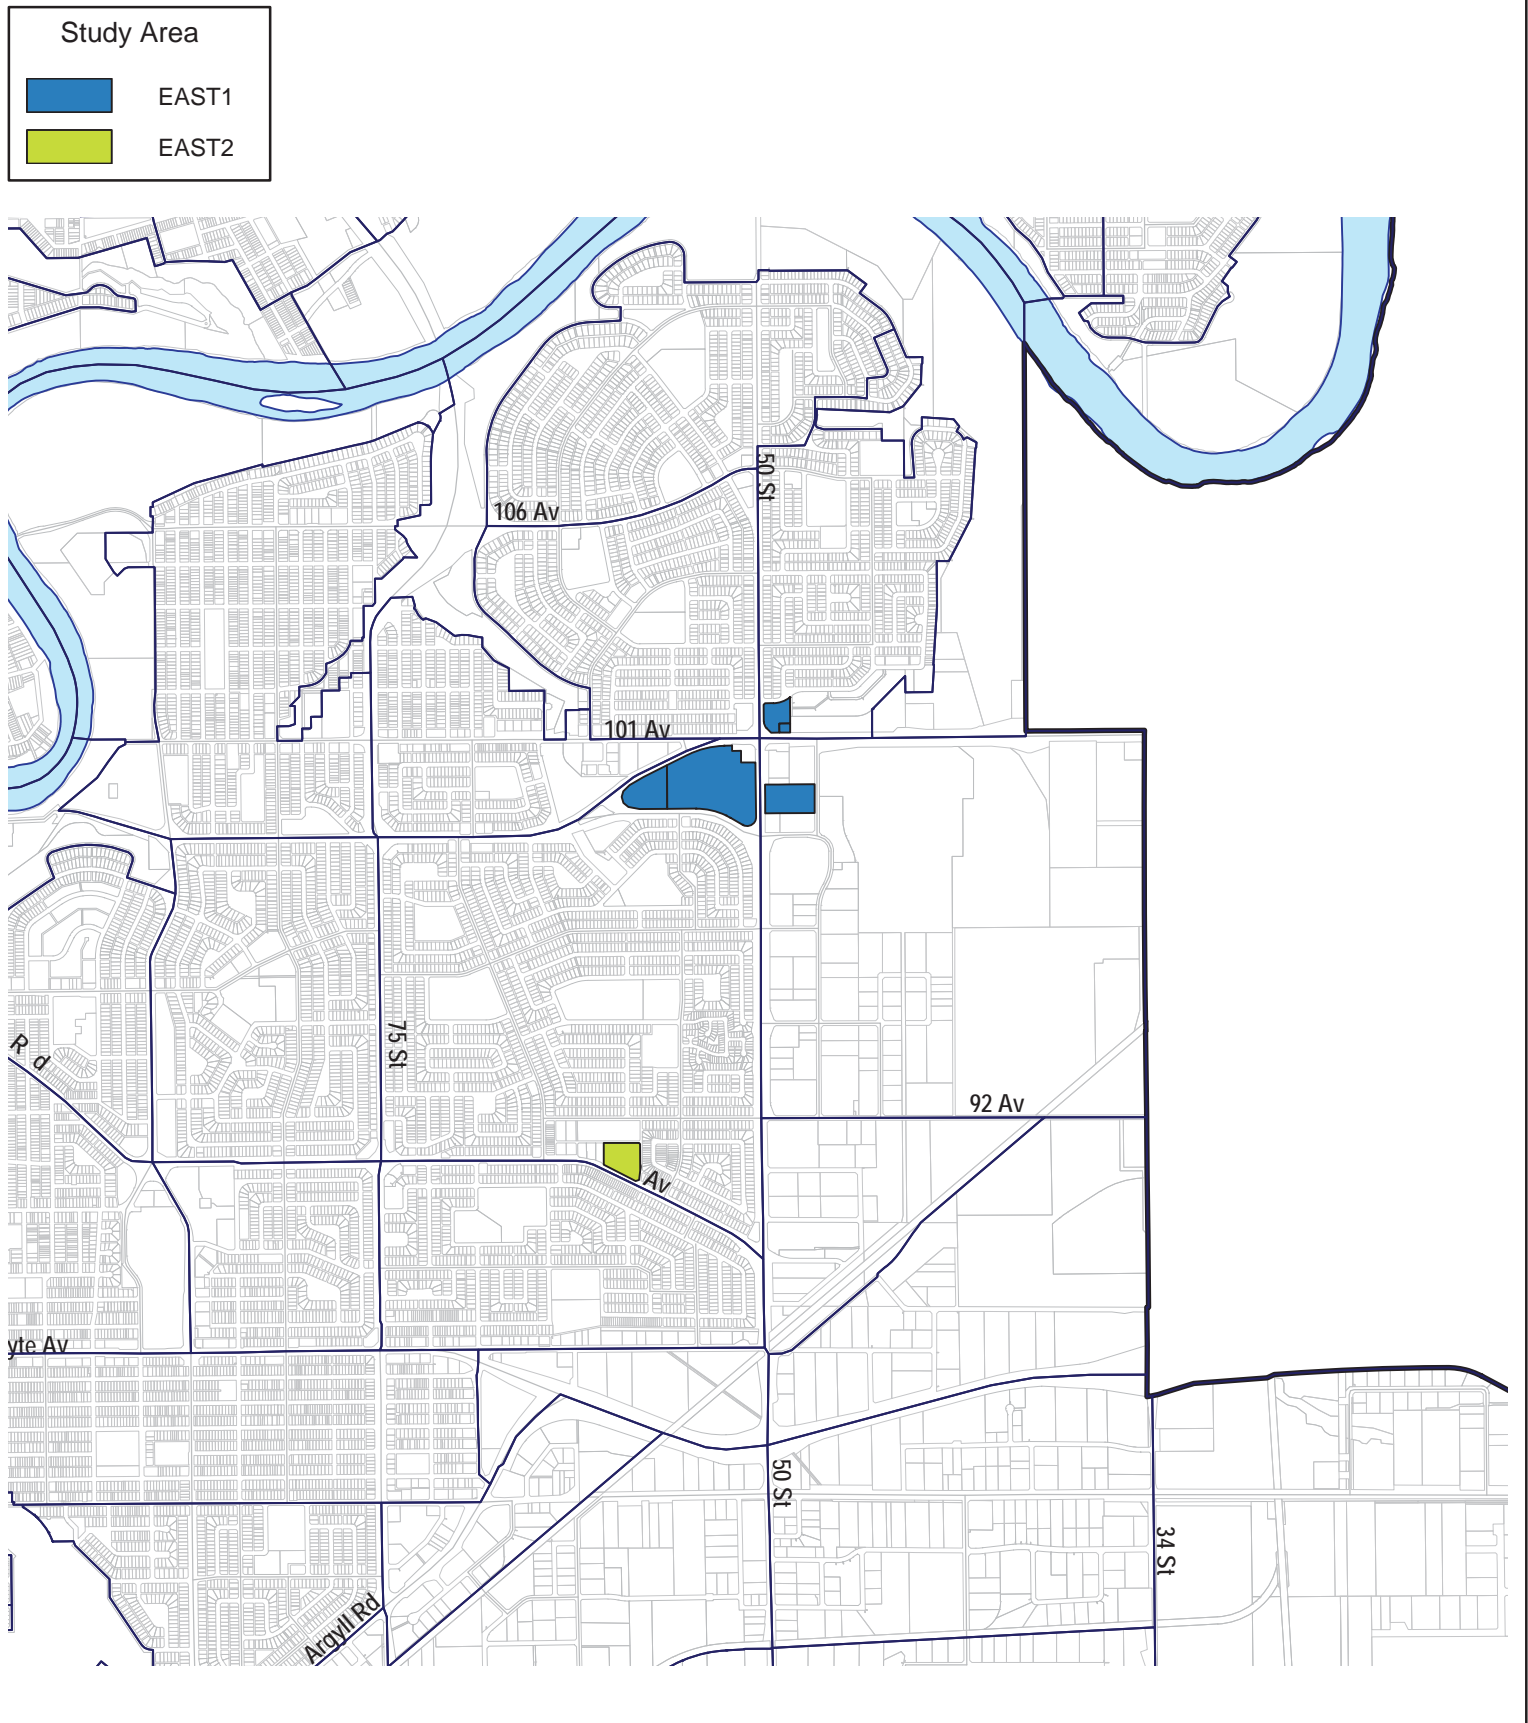 Study Area
EAST1
EAST2
50 St
106 Av
101 Av
75 St
R d
92 Av
Av
yte Av
50 St
34 St
Argyll Rd